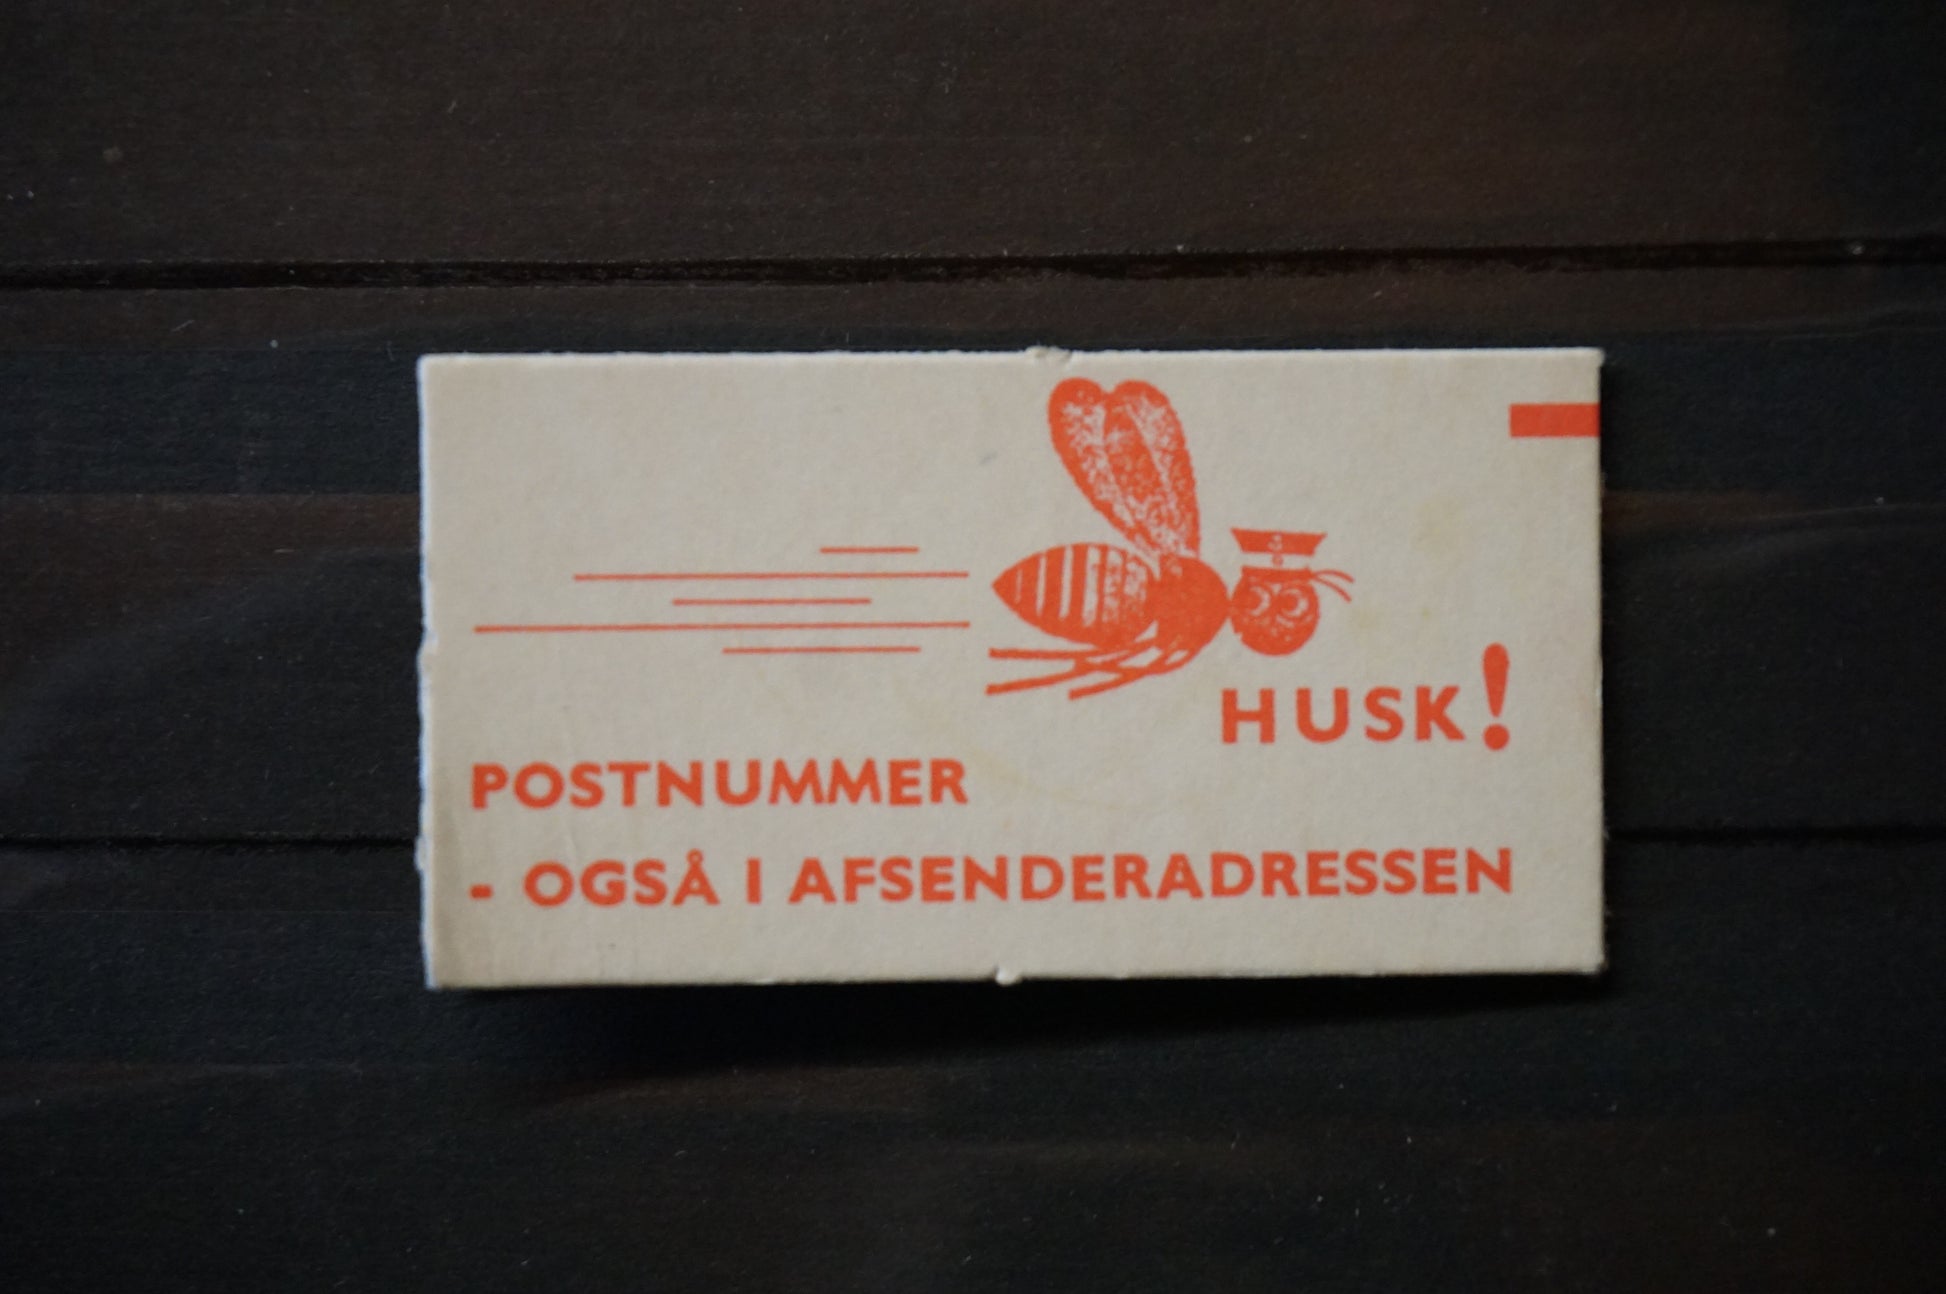 HUSK!
POSTNUMMER
- OGSÅ I AFSENDERADRESSEN